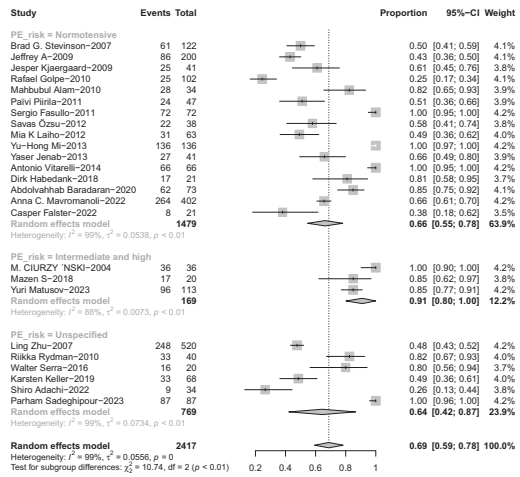 Study Events Total Proportion 95%−CI Weight
PE_risk = Normotensive
Brad G. Stevinson−2007 61 122 0.50 [0.41; 0.59] 5.2%
Jeffrey A−2009 86 200 0.43 [0.36; 0.50] 4.1%
Jesper Kjaergaard−2009 25 41 0.61 [0.45; 0.76] 3.8%
Rafael Golpe−2010 25 102 0.25 [0.17; 0.34] 4.1%
Mahbubul Alam−2010 28 34 0.82 [0.65; 0.93] 3.9%
Palvi Piirila−2011 24 47 0.51 [0.36; 0.66] 3.8%
Sergio Fasullo−2011 72 72 1.00 [0.95; 1.00] 4.2%
Savas Özsu−2012 22 38 0.58 [0.41; 0.74] 3.7%
Mia K Laiho−2012 31 63 0.49 [0.36; 0.62] 3.9%
Yu−Hong Mi−2013 136 136 1.00 [0.97; 1.00] 4.2%
Yaser Jenab−2013 27 41 0.66 [0.49; 0.80] 3.8%
Antonio Vitarelli−2014 66 66 1.00 [0.95; 1.00] 4.2%
Dirk Habedank−2018 17 21 0.81 [0.58; 0.95] 3.7%
Abdolvahhab Baradaran−2020 62 73 0.85 [0.75; 0.92] 4.1%
Anna C. Mavromanoli−2022 264 402 0.66 [0.61; 0.70] 4.2%
Casper Falster−2022 8 21 0.38 [0.18; 0.62] 3.5%
Random effects model 1479 0.66 [0.55; 0.78] 63.9%
Heterogeneity: I² = 99%, τ² = 0.0538, p < 0.01
PE_risk = Intermediate and high
M. CIURZY ´NSKI−2004 36 36 1.00 [0.90; 1.00] 4.2%
Mazen S−2018 17 20 0.85 [0.62; 0.97] 3.8%
Yuri Matusov−2023 96 113 0.85 [0.77; 0.91] 4.2%
Random effects model 169 0.91 [0.80; 1.00] 12.2%
Heterogeneity: I² = 88%, τ² = 0.0073, p < 0.01
PE_risk = Unspecified
Ling Zhu−2007 248 520 0.48 [0.43; 0.52] 4.2%
Riikka Rydman−2010 33 40 0.82 [0.67; 0.93] 4.0%
Walter Serra−2016 16 20 0.80 [0.56; 0.94] 3.7%
Karsten Keller−2019 33 68 0.49 [0.36; 0.61] 3.9%
Shiro Adachi−2022 9 34 0.26 [0.13; 0.44] 3.8%
Parham Sadeghipour−2023 87 87 1.00 [0.96; 1.00] 4.2%
Random effects model 769 0.64 [0.42; 0.87] 23.9%
Heterogeneity: I² = 99%, τ² = 0.0734, p < 0.01
Random effects model 2417 0.69 [0.59; 0.78] 100.0%
Heterogeneity: I² = 99%, τ² = 0.0556, p = 0
Test for subgroup differences: χ²₂ = 10.74, df = 2 (p < 0.01)
0.2 0.4 0.6 0.8 1